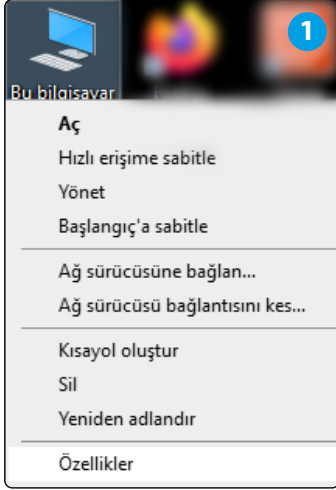 1
Bu bilgisayar
Aç
Hızlı erişime sabitle
Yönet
Başlangıç'a sabitle
Ağ sürücüsüne bağlan...
Ağ sürücüsü bağlantısını kes...
Kısayol oluştur
Sil
Yeniden adlandır
Özellikler